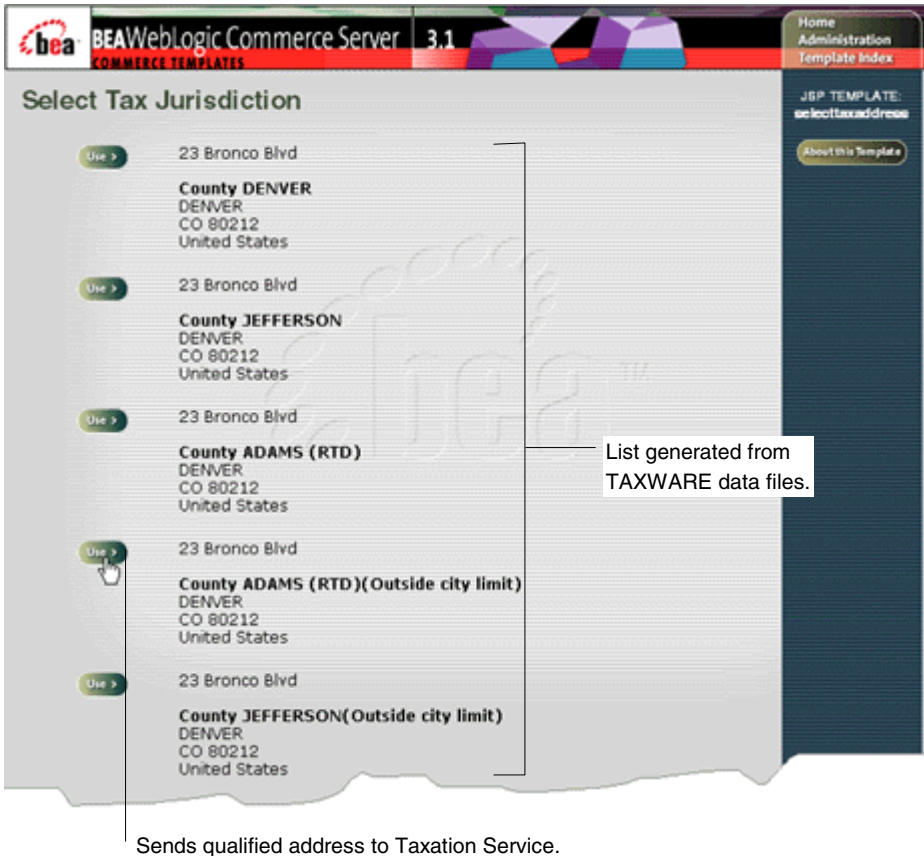 bea
BEAWebLogic Commerce Server 3.1
COMMERCE TEMPLATES
Home
Administration
Template Index
Select Tax Jurisdiction
JSP TEMPLATE:
selecttaxaddress
About this Template
Use >
23 Bronco Blvd
County DENVER
DENVER
CO 80212
United States
Use >
23 Bronco Blvd
County JEFFERSON
DENVER
CO 80212
United States
bea TM
Use >
23 Bronco Blvd
County ADAMS (RTD)
DENVER
CO 80212
United States
List generated from
TAXWARE data files.
Use >
23 Bronco Blvd
County ADAMS (RTD)(Outside city limit)
DENVER
CO 80212
United States
Use >
23 Bronco Blvd
County JEFFERSON(Outside city limit)
DENVER
CO 80212
United States
Sends qualified address to Taxation Service.